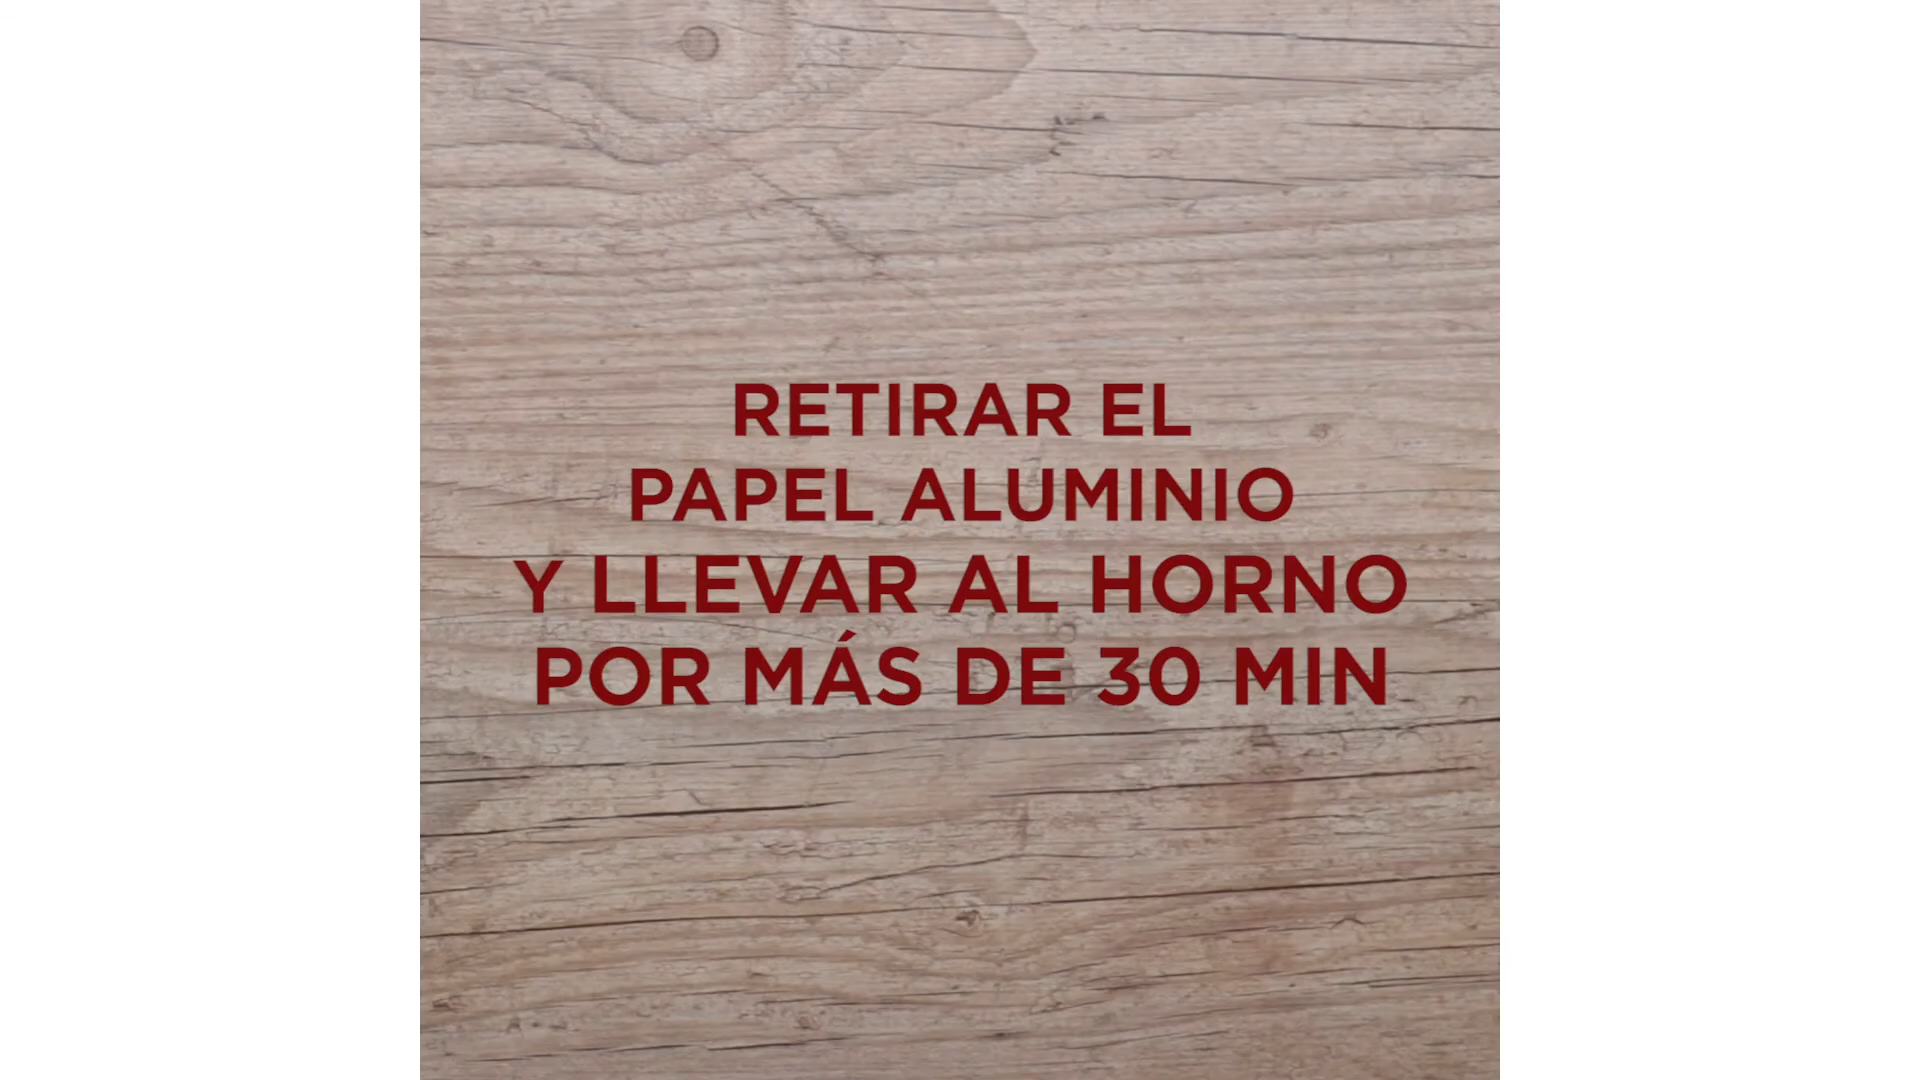 RETIRAR EL
PAPEL ALUMINIO
Y LLEVAR AL HORNO
POR MÁS DE 30 MIN